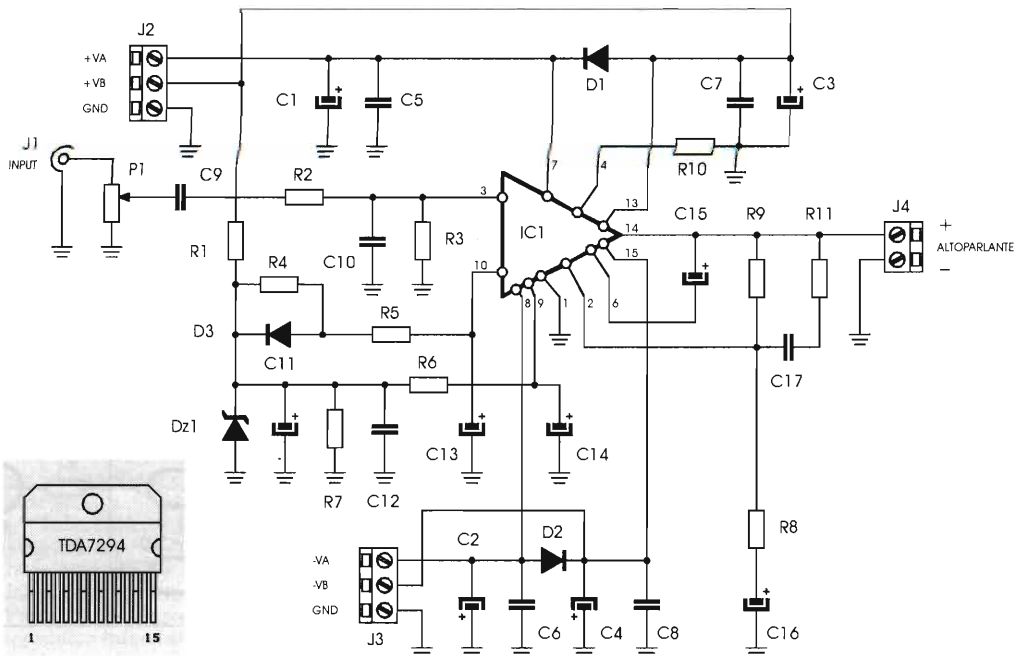 J2
+VA
+VB
GND
C1
C5
D1
C7
C3
J1
INPUT
P1
C9
R2
7
4
R10
3
13
C15
R9
R11
J4
IC1
14
+
ALTOPARLANTE
-
R1
C10
R3
10
15
R4
8
9
1
2
6
D3
R5
C11
C17
R6
Dz1
C13
C14
R7
C12
R8
TDA7294
1
15
C2
D2
-VA
-VB
GND
J3
C6
C4
C8
C16
+
+
+
+
+
+
+
+
+